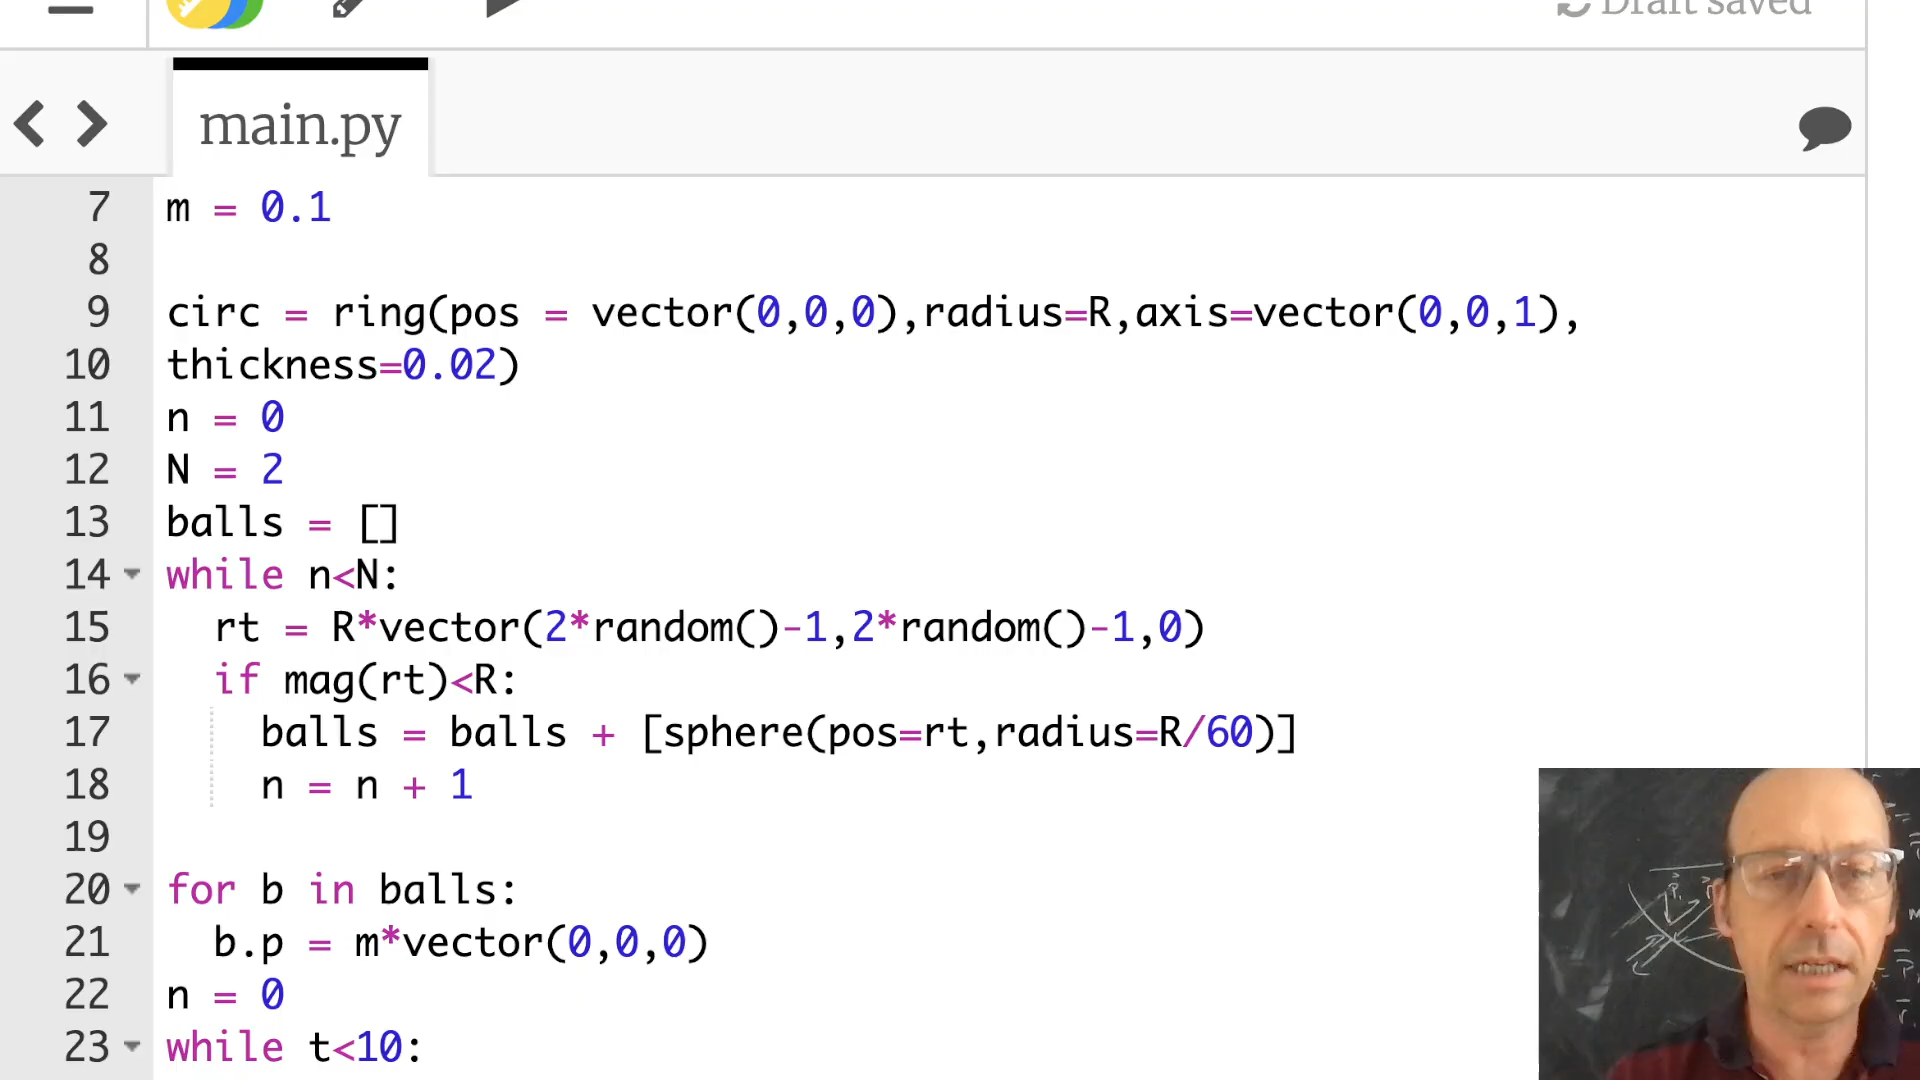 Draft saved
main.py
7 m = 0.1
8
9 circ = ring(pos = vector(0,0,0),radius=R,axis=vector(0,0,1),
10 thickness=0.02)
11 n = 0
12 N = 2
13 balls = []
14 while n<N:
15 rt = R*vector(2*random()-1,2*random()-1,0)
16 if mag(rt)<R:
17 balls = balls + [sphere(pos=rt,radius=R/60)]
18 n = n + 1
19
20 for b in balls:
21 b.p = m*vector(0,0,0)
22 n = 0
23 while t<10: